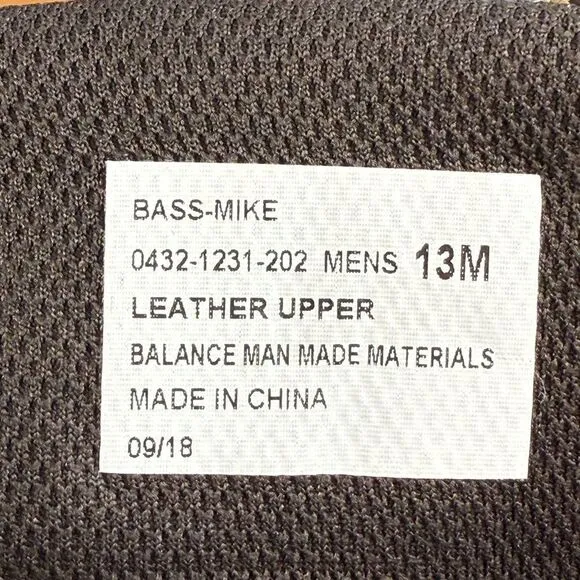 BASS-MIKE
0432-1231-202 MENS 13M
LEATHER UPPER
BALANCE MAN MADE MATERIALS
MADE IN CHINA
09/18